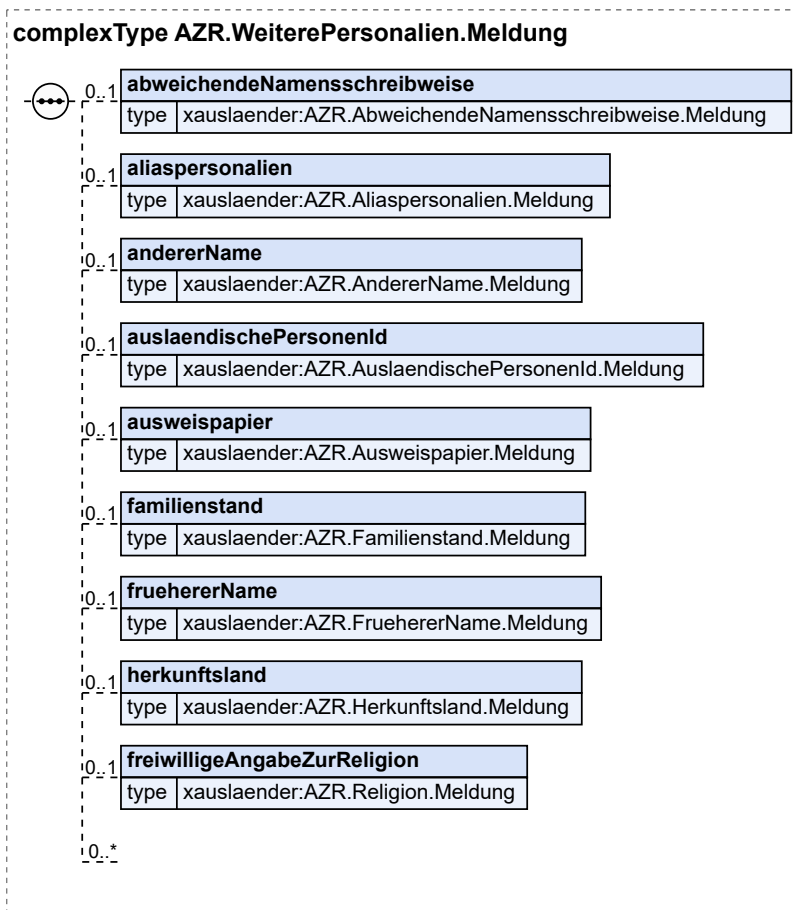 complexType AZR.WeiterePersonalien.Meldung
0..1 abweichendeNamensschreibweise
type xauslaender:AZR.AbweichendeNamensschreibweise.Meldung
0..1 aliaspersonalien
type xauslaender:AZR.Aliaspersonalien.Meldung
0..1 andererName
type xauslaender:AZR.AndererName.Meldung
0..1 auslaendischePersonenId
type xauslaender:AZR.AuslaendischePersonenId.Meldung
0..1 ausweispapier
type xauslaender:AZR.Ausweispapier.Meldung
0..1 familienstand
type xauslaender:AZR.Familienstand.Meldung
0..1 fruehererName
type xauslaender:AZR.FruehererName.Meldung
0..1 herkunftsland
type xauslaender:AZR.Herkunftsland.Meldung
0..1 freiwilligeAngabeZurReligion
type xauslaender:AZR.Religion.Meldung
0..*